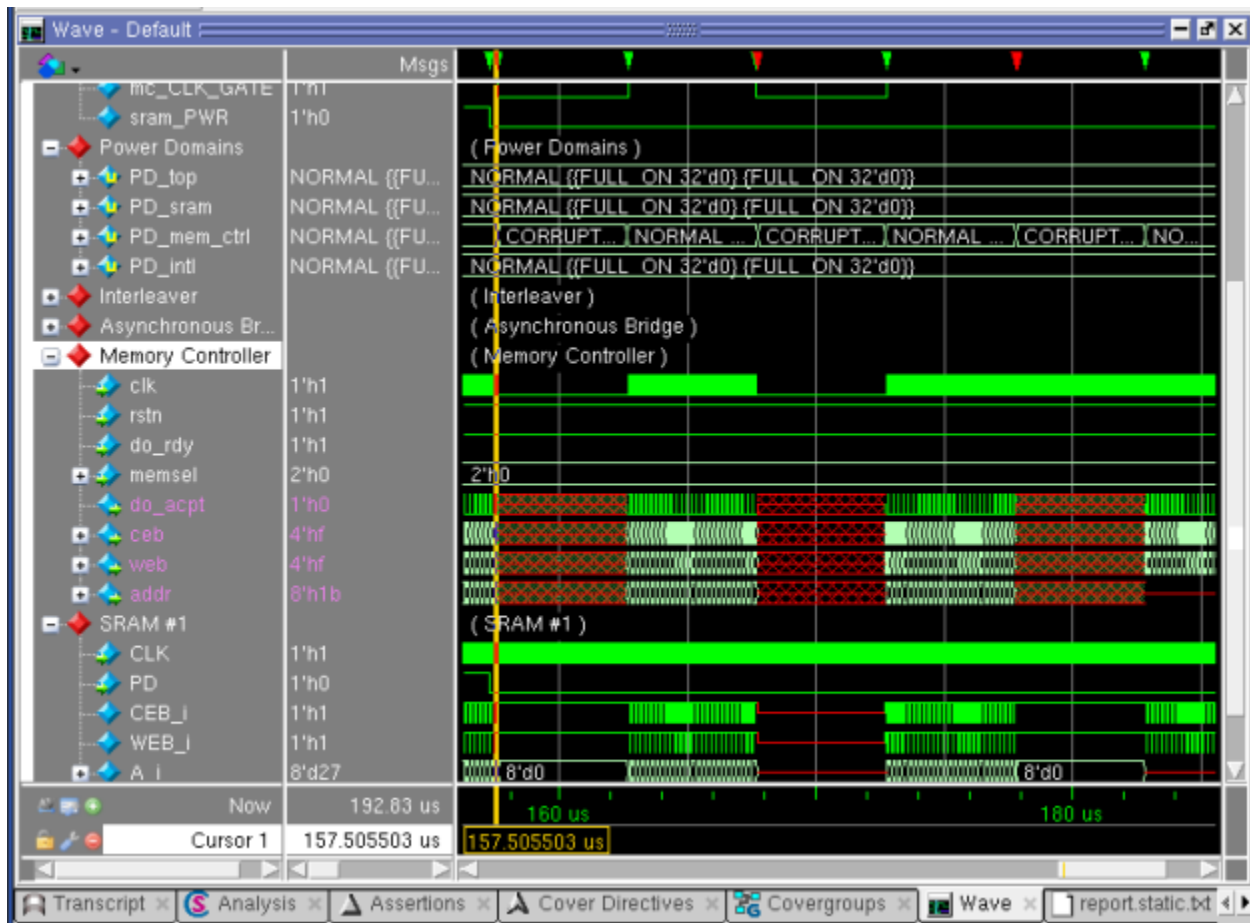 Wave - Default
Msgs
mc_CLK_GATE 1'h1
sram_PWR 1'h0
Power Domains ( Power Domains )
PD_top NORMAL {{FU... NORMAL {{FULL_ON 32'd0} {FULL_ON 32'd0}}
PD_sram NORMAL {{FU... NORMAL {{FULL_ON 32'd0} {FULL_ON 32'd0}}
PD_mem_ctrl NORMAL {{FU... CORRUPT... NORMAL ... CORRUPT... NORMAL ... CORRUPT... NO...
PD_intl NORMAL {{FU... NORMAL {{FULL_ON 32'd0} {FULL_ON 32'd0}}
Interleaver ( Interleaver )
Asynchronous Br... ( Asynchronous Bridge )
Memory Controller ( Memory Controller )
clk 1'h1
rstn 1'h1
do_rdy 1'h1
memsel 2'h0 2'h0
do_acpt 1'h0
ceb 4'hf
web 4'hf
addr 8'h1b
SRAM #1 ( SRAM #1 )
CLK 1'h1
PD 1'h0
CEB_i 1'h1
WEB_i 1'h1
A_i 8'd27 8'd0 8'd0
Now 192.83 us 160 us 180 us
Cursor 1 157.505503 us 157.505503 us
Transcript Analysis Assertions Cover Directives Covergroups Wave report.static.txt